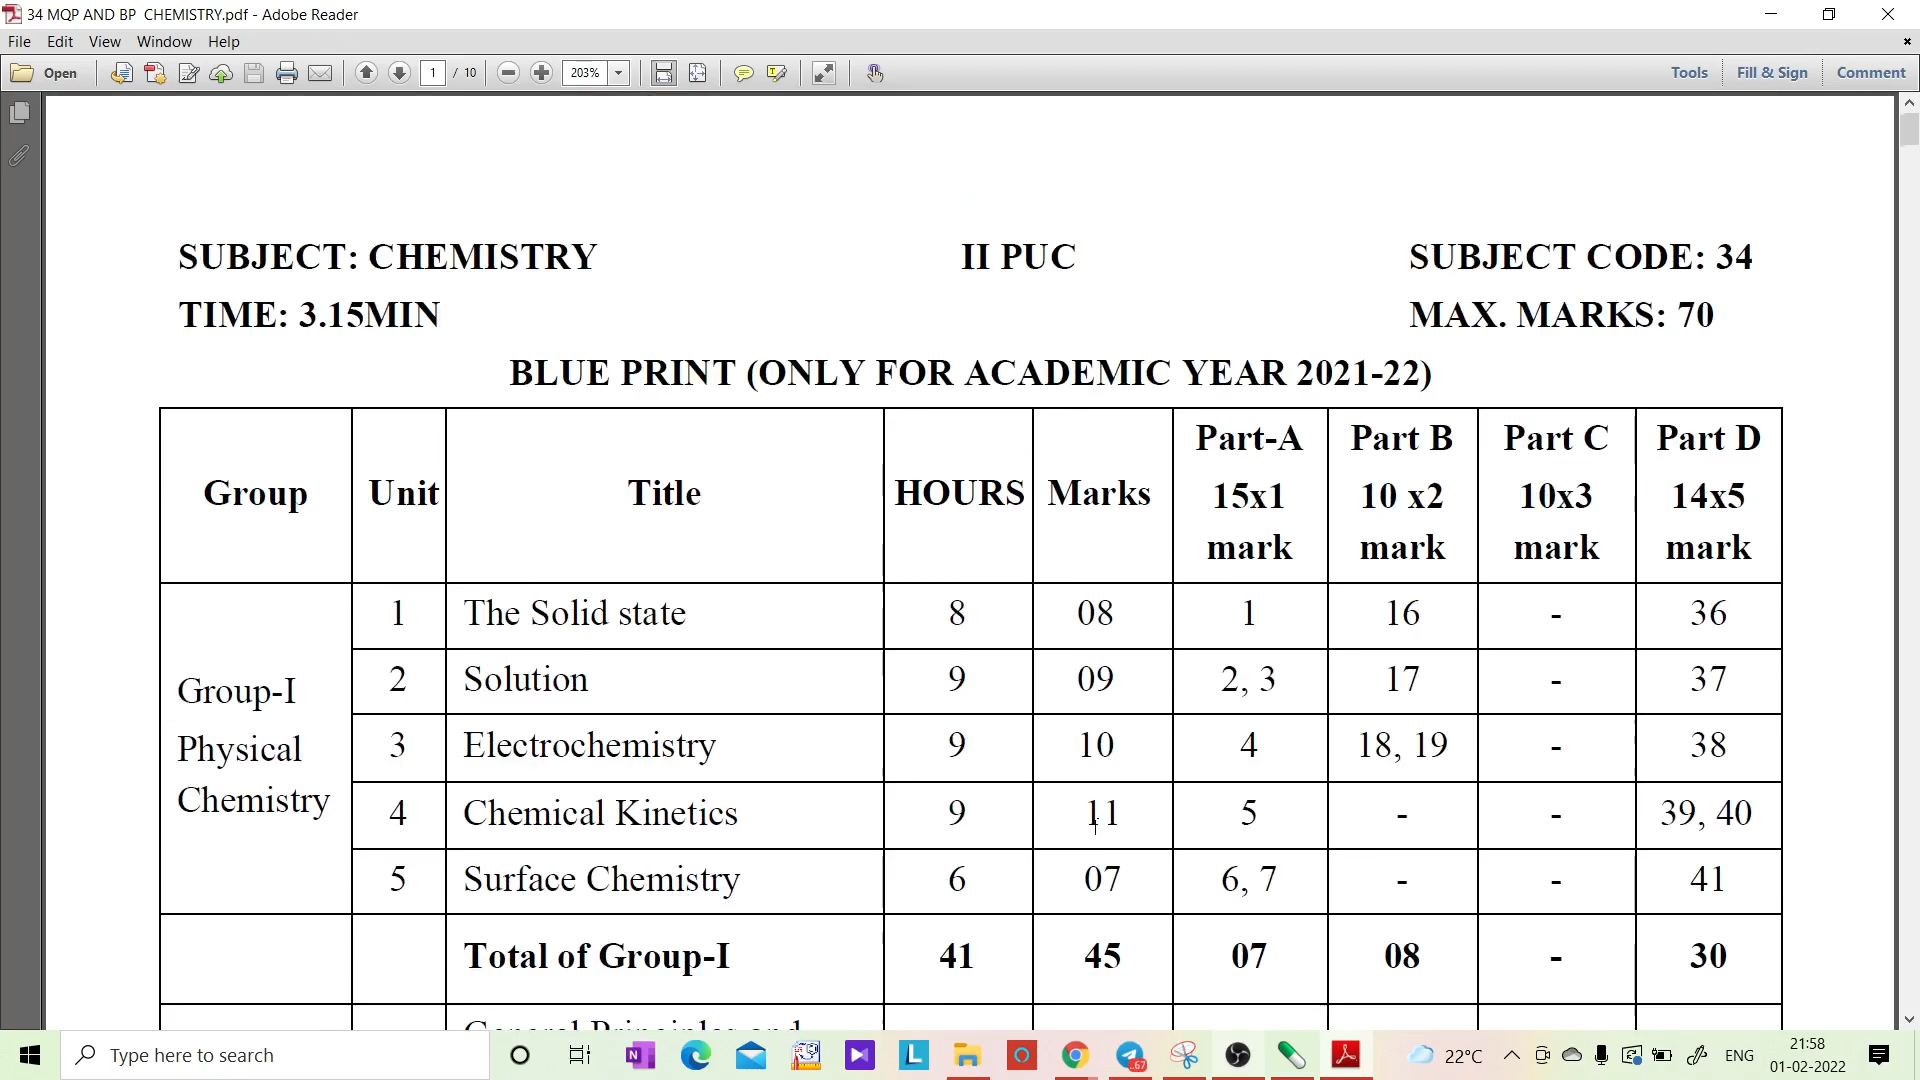 34 MQP AND BP CHEMISTRY.pdf - Adobe Reader
File Edit View Window Help
Open 1 / 10 203% Tools Fill & Sign Comment
SUBJECT: CHEMISTRY II PUC SUBJECT CODE: 34
TIME: 3.15MIN MAX. MARKS: 70
BLUE PRINT (ONLY FOR ACADEMIC YEAR 2021-22)
Group Unit Title HOURS Marks Part-A 15x1 mark Part B 10 x2 mark Part C 10x3 mark Part D 14x5 mark
Group-I Physical Chemistry
1 The Solid state 8 08 1 16 - 36
2 Solution 9 09 2, 3 17 - 37
3 Electrochemistry 9 10 4 18, 19 - 38
4 Chemical Kinetics 9 11 5 - - 39, 40
5 Surface Chemistry 6 07 6, 7 - - 41
Total of Group-I 41 45 07 08 - 30
General Principles and
Type here to search 22°C ENG 21:58
01-02-2022